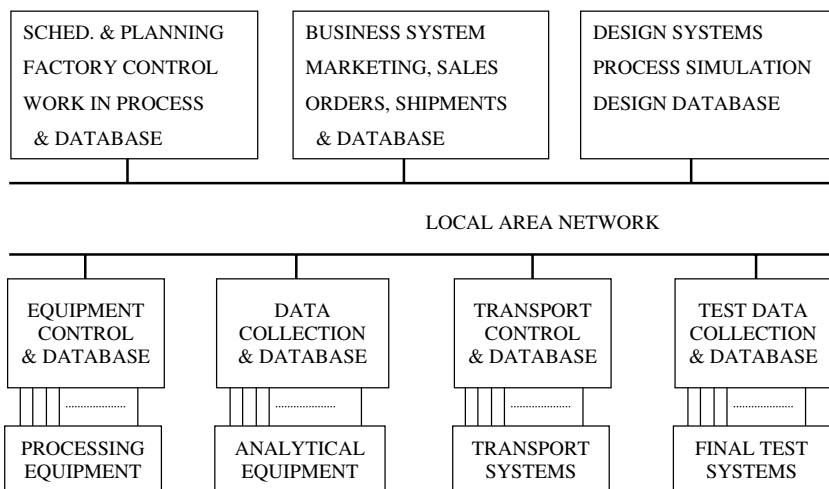 SCHED. & PLANNING
FACTORY CONTROL
WORK IN PROCESS
& DATABASE
BUSINESS SYSTEM
MARKETING, SALES
ORDERS, SHIPMENTS
& DATABASE
DESIGN SYSTEMS
PROCESS SIMULATION
DESIGN DATABASE
LOCAL AREA NETWORK
EQUIPMENT
CONTROL
& DATABASE
DATA
COLLECTION
& DATABASE
TRANSPORT
CONTROL
& DATABASE
TEST DATA
COLLECTION
& DATABASE
PROCESSING
EQUIPMENT
ANALYTICAL
EQUIPMENT
TRANSPORT
SYSTEMS
FINAL TEST
SYSTEMS